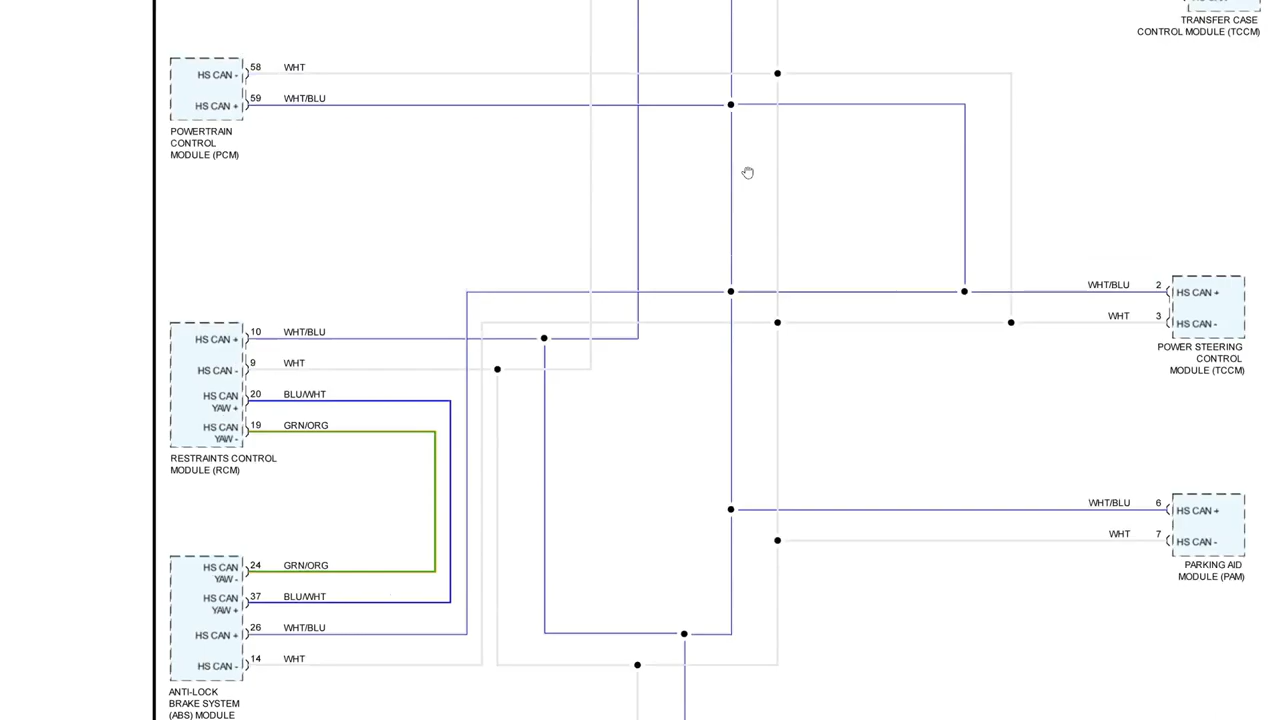 TRANSFER CASE
CONTROL MODULE (TCCM)
HS CAN - 58 WHT
HS CAN + 59 WHT/BLU
POWERTRAIN
CONTROL
MODULE (PCM)
WHT/BLU 2 HS CAN +
WHT 3 HS CAN -
POWER STEERING
CONTROL
MODULE (TCCM)
HS CAN + 10 WHT/BLU
HS CAN - 9 WHT
HS CAN 20 BLU/WHT
YAW +
HS CAN 19 GRN/ORG
YAW -
RESTRAINTS CONTROL
MODULE (RCM)
WHT/BLU 6 HS CAN +
WHT 7 HS CAN -
PARKING AID
MODULE (PAM)
HS CAN 24 GRN/ORG
YAW -
HS CAN 37 BLU/WHT
YAW +
HS CAN + 26 WHT/BLU
HS CAN - 14 WHT
ANTI-LOCK
BRAKE SYSTEM
(ABS) MODULE